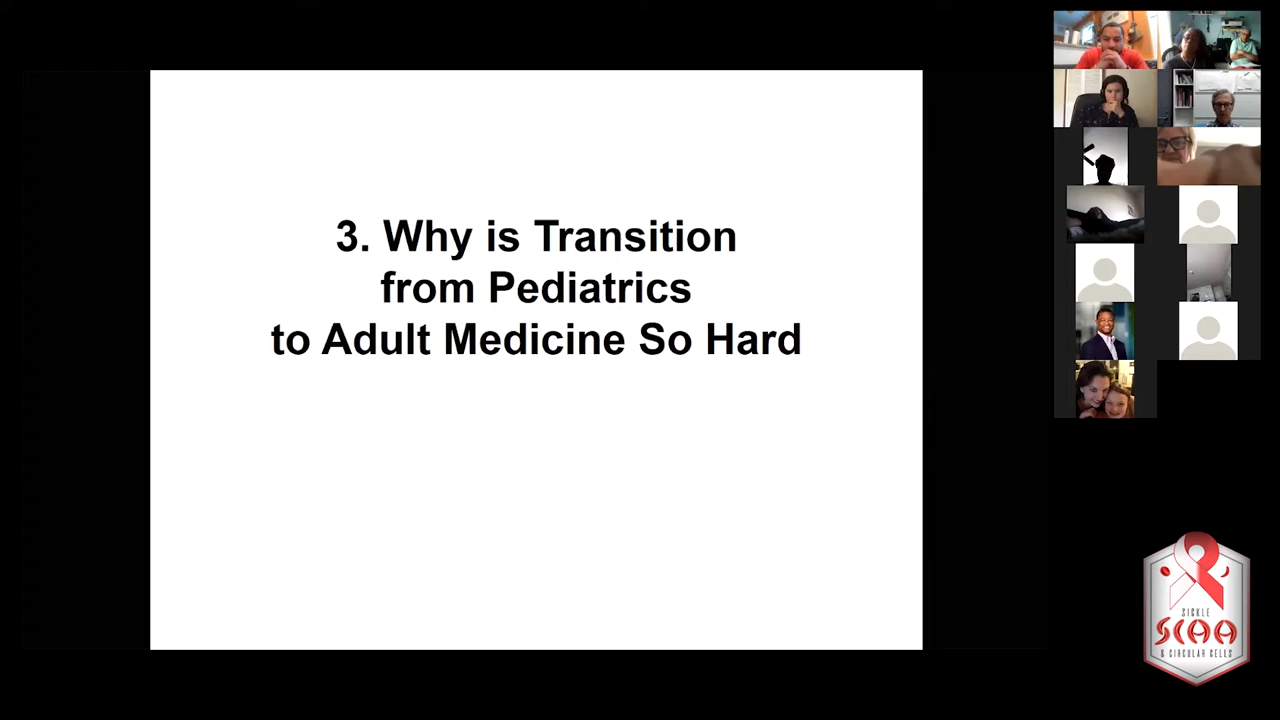 3. Why is Transition
from Pediatrics
to Adult Medicine So Hard
SICKLE
SCAA
& CIRCULAR CELLS